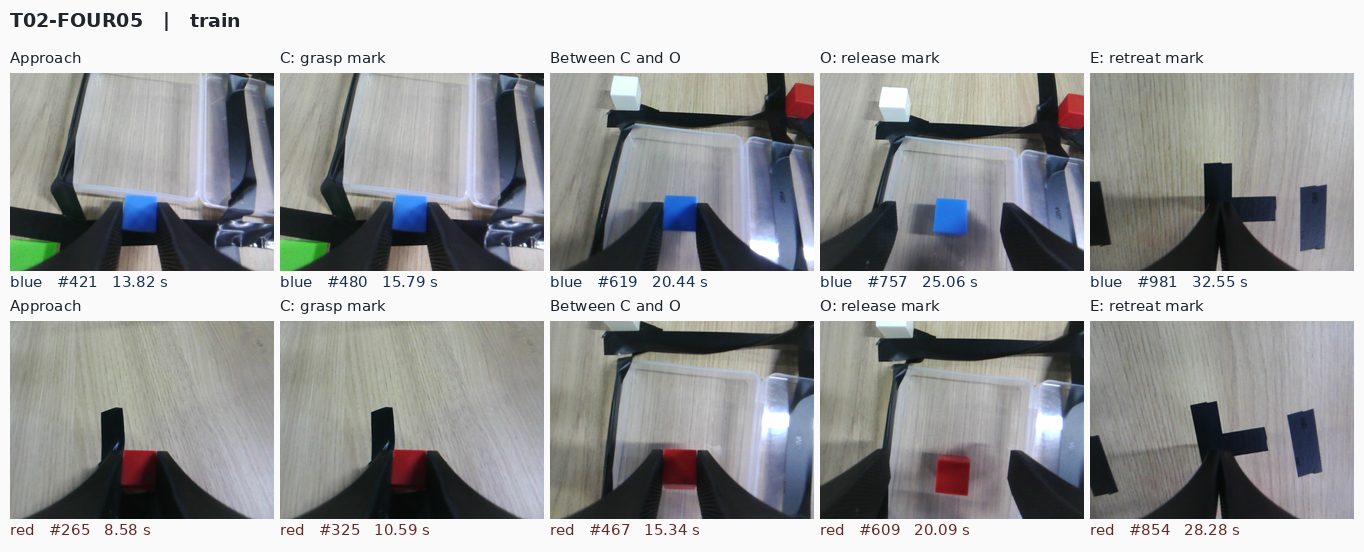 T02-FOUR05 | train
Approach
C: grasp mark
Between C and O
O: release mark
E: retreat mark
blue #421 13.82 s
blue #480 15.79 s
blue #619 20.44 s
blue #757 25.06 s
blue #981 32.55 s
Approach
C: grasp mark
Between C and O
O: release mark
E: retreat mark
red #265 8.58 s
red #325 10.59 s
red #467 15.34 s
red #609 20.09 s
red #854 28.28 s